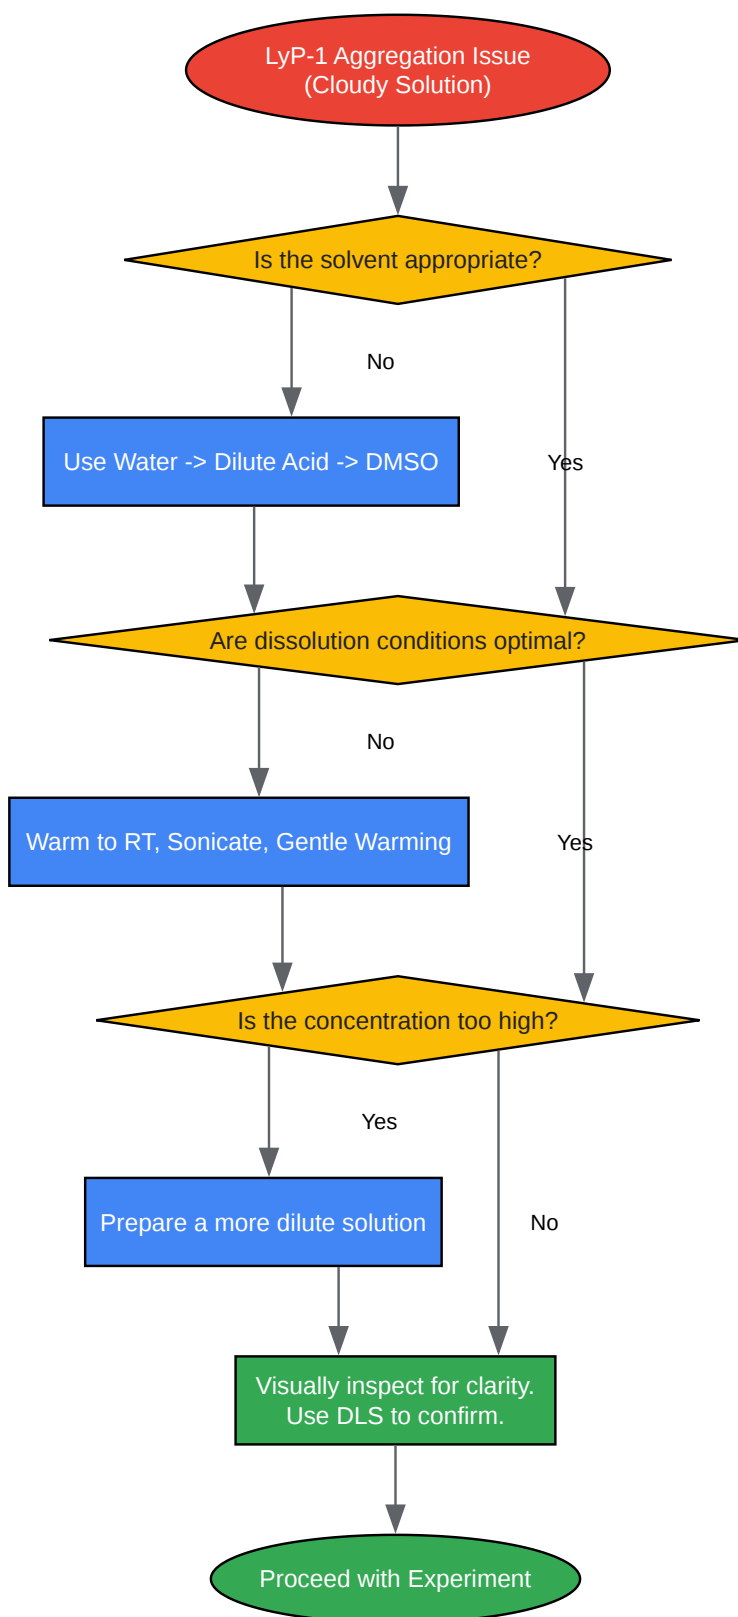 LyP-1 Aggregation Issue
(Cloudy Solution)
Is the solvent appropriate?
No
Use Water -> Dilute Acid -> DMSO
Yes
Are dissolution conditions optimal?
No
Warm to RT, Sonicate, Gentle Warming
Yes
Is the concentration too high?
Yes
Prepare a more dilute solution
No
Visually inspect for clarity.
Use DLS to confirm.
Proceed with Experiment